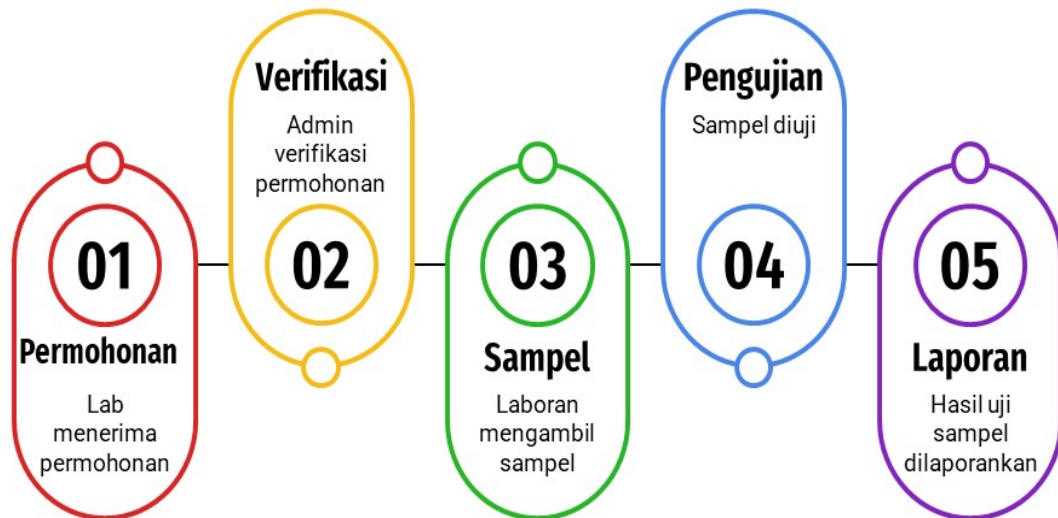 01
Permohonan
Lab
menerima
permohonan
Verifikasi
Admin
verifikasi
permohonan
02
03
Sampel
Laboran
mengambil
sampel
Pengujian
Sampel diuji
04
05
Laporan
Hasil uji
sampel
dilaporankan